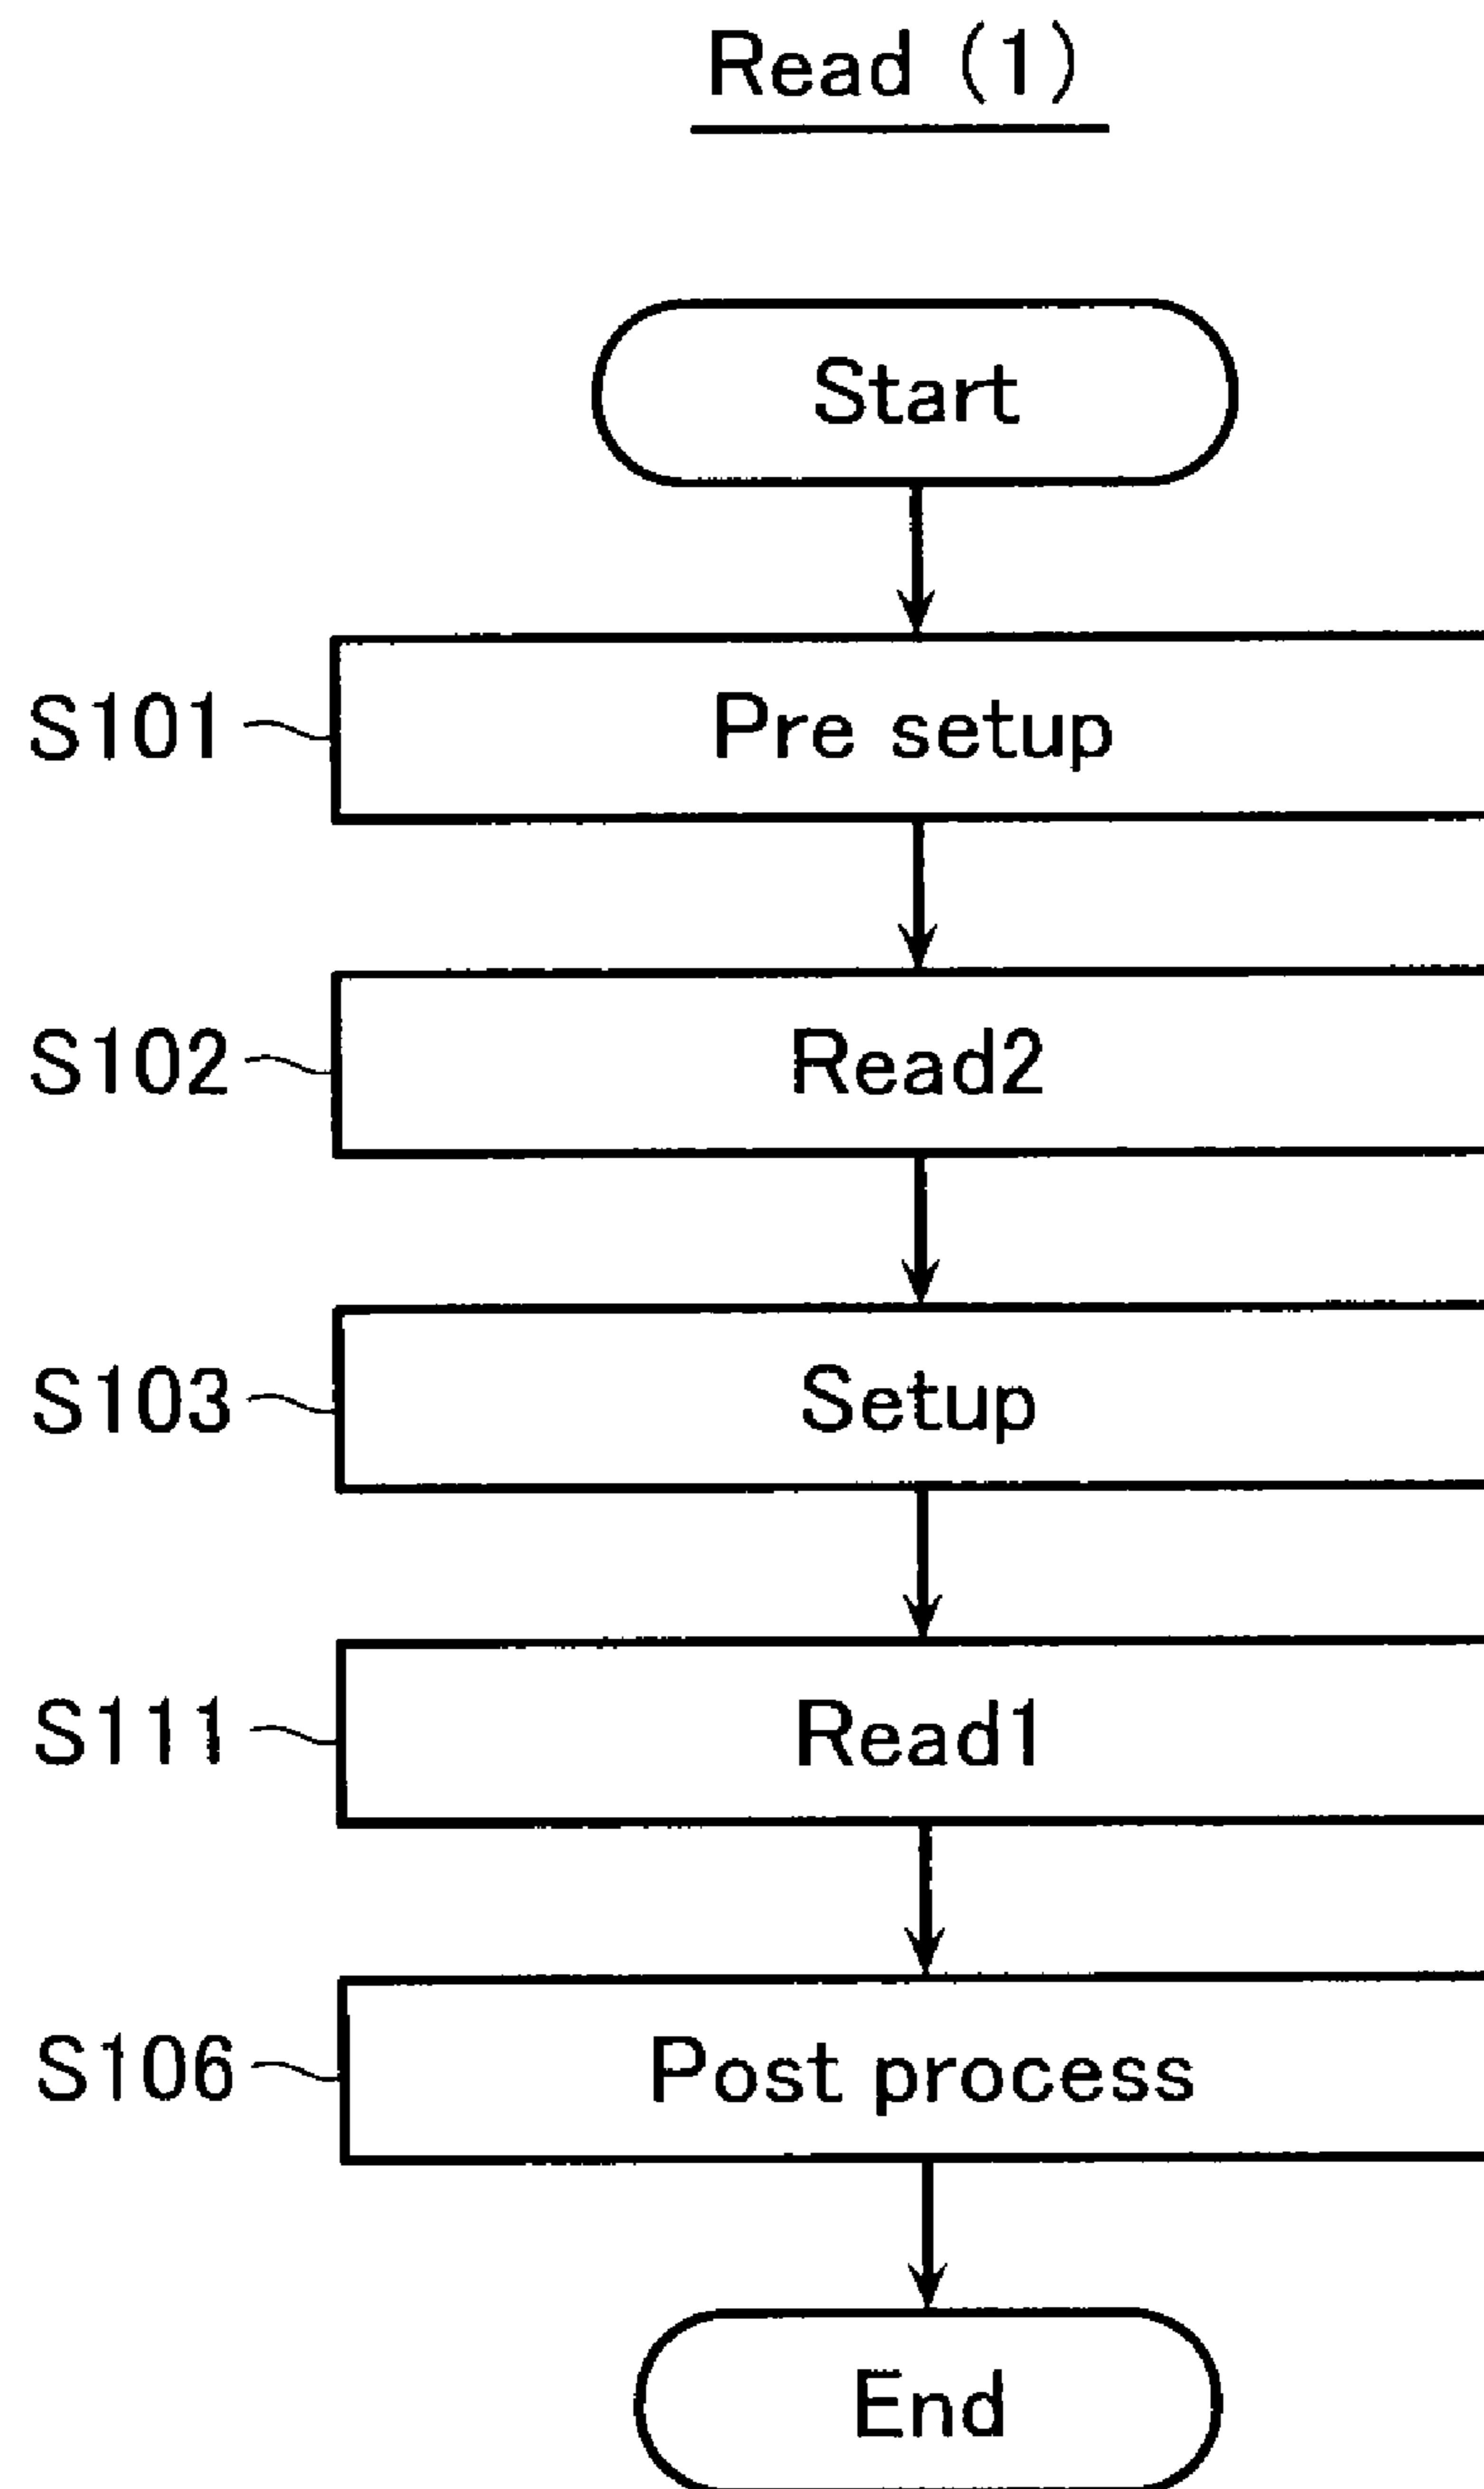 Read (1)
Start
S101 Pre setup
S102 Read2
S103 Setup
S111 Read1
S106 Post process
End